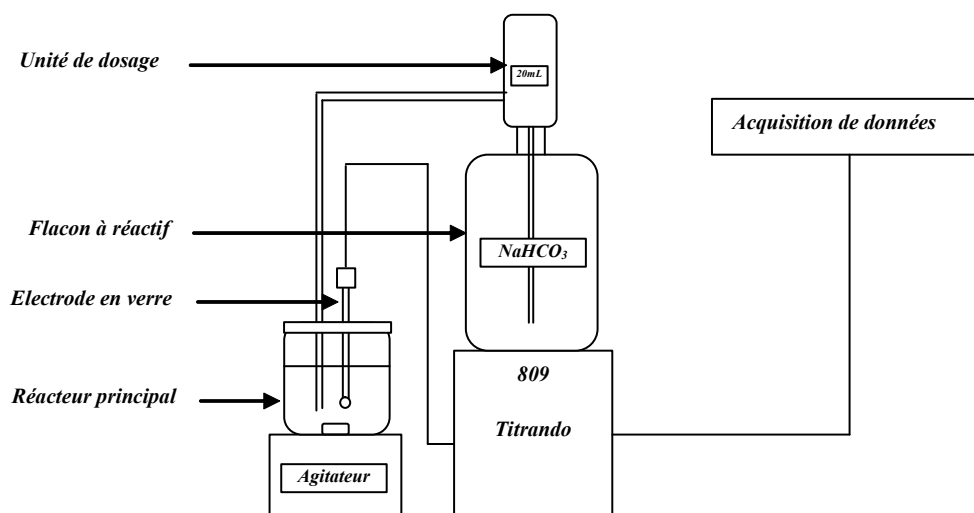 Unité de dosage
20mL
Acquisition de données
Flacon à réactif
NaHCO₃
Electrode en verre
809
Réacteur principal
Titrando
Agitateur